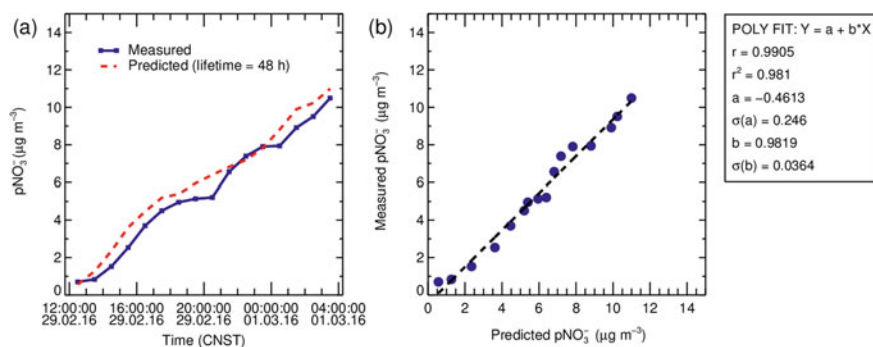 (a)
Measured
Predicted (lifetime = 48 h)
pNO₃⁻ (µg m⁻³)
14
12
10
8
6
4
2
0
12:00:00 16:00:00 20:00:00 00:00:00 04:00:00
29.02.16 29.02.16 29.02.16 01.03.16 01.03.16
Time (CNST)
(b)
Measured pNO₃⁻ (µg m⁻³)
14
12
10
8
6
4
2
0
0 2 4 6 8 10 12 14
Predicted pNO₃⁻ (µg m⁻³)
POLY FIT: Y = a + b*X
r = 0.9905
r² = 0.981
a = −0.4613
σ(a) = 0.246
b = 0.9819
σ(b) = 0.0364